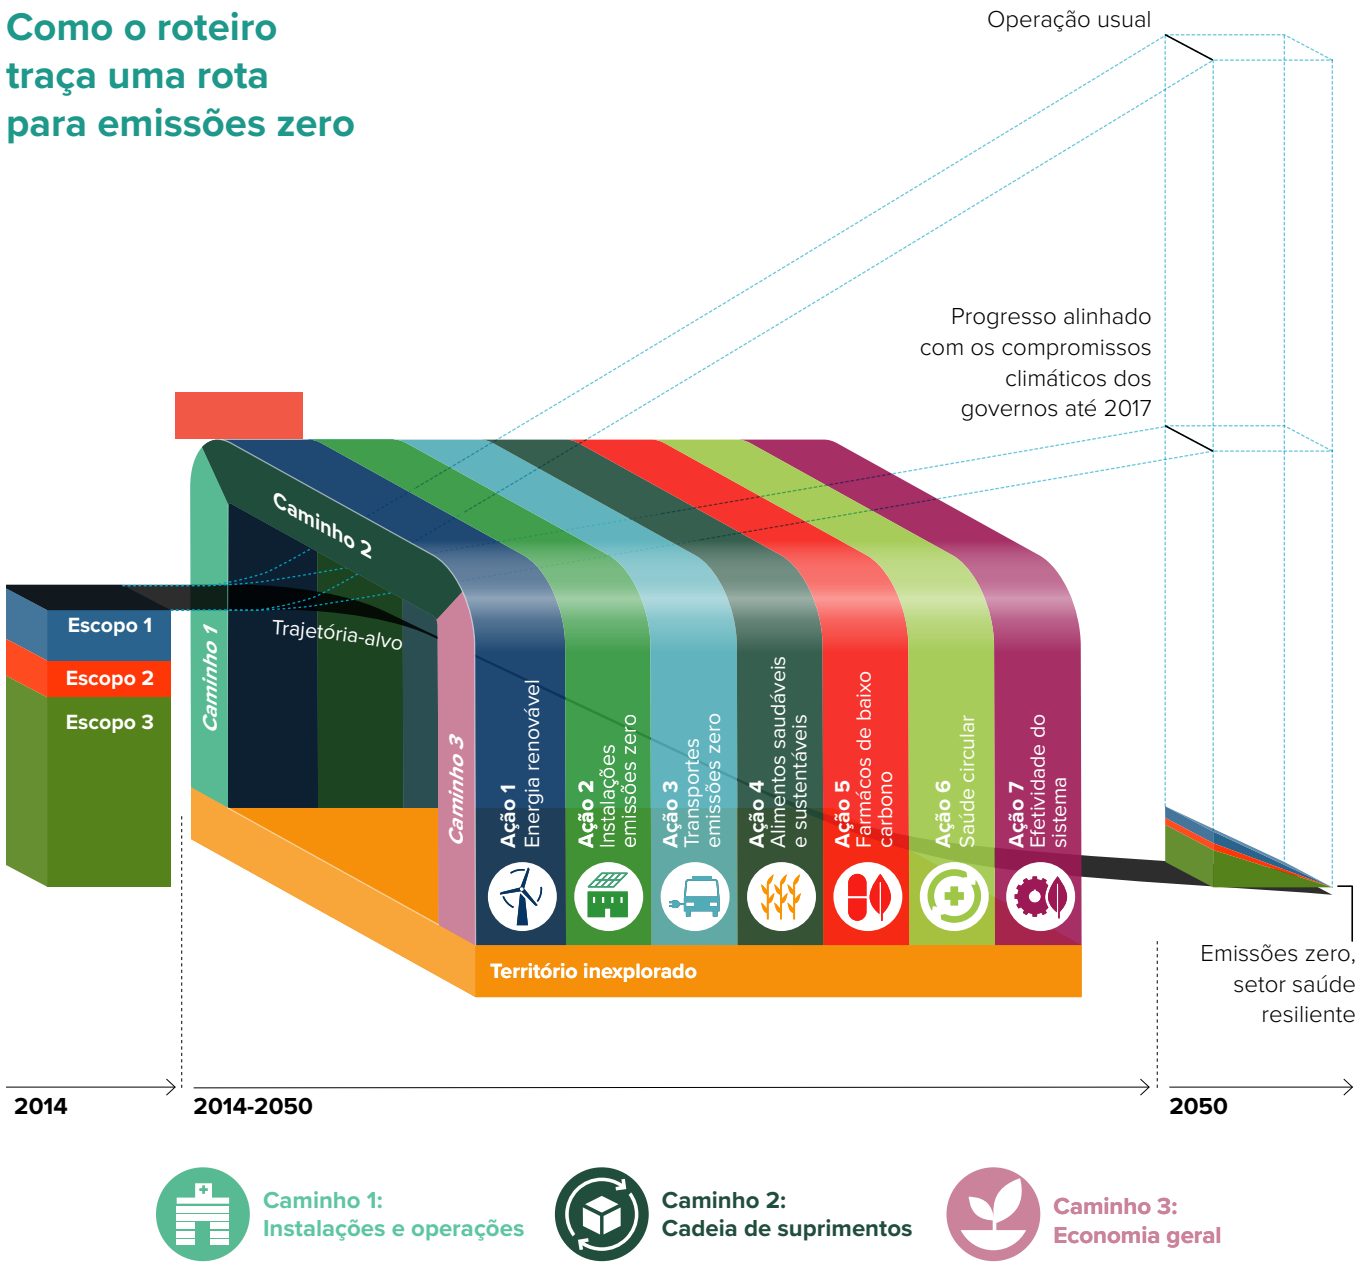 Como o roteiro
traça uma rota
para emissões zero
Operação usual
Progresso alinhado
com os compromissos
climáticos dos
governos até 2017
Caminho 2
Caminho 1
Trajetória-alvo
Caminho 3
Escopo 1
Escopo 2
Escopo 3
Ação 1
Energia renovável
Ação 2
Instalações
emissões zero
Ação 3
Transportes
emissões zero
Ação 4
Alimentos saudáveis
e sustentáveis
Ação 5
Farmácos de baixo
carbono
Ação 6
Saúde circular
Ação 7
Efetividade do
sistema
Território inexplorado
Emissões zero,
setor saúde
resiliente
2014
2014-2050
2050
Caminho 1:
Instalações e operações
Caminho 2:
Cadeia de suprimentos
Caminho 3:
Economia geral